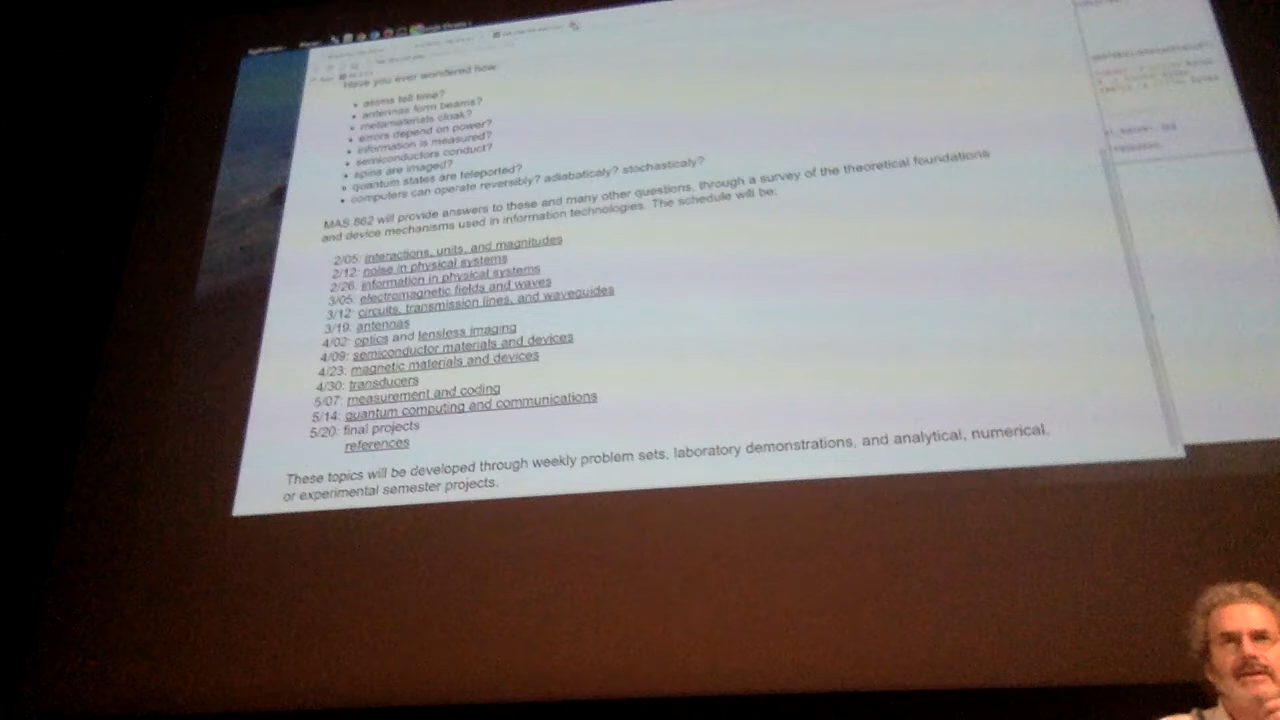 Have you ever wondered how:
• atoms tell time?
• antennas form beams?
• metamaterials cloak?
• errors depend on power?
• information is measured?
• semiconductors conduct?
• spins are imaged?
• quantum states are teleported?
• computers can operate reversibly? adiabaticaly? stochasticaly?
MAS.862 will provide answers to these and many other questions, through a survey of the theoretical foundations
and device mechanisms used in information technologies. The schedule will be:
2/05: interactions, units, and magnitudes
2/12: noise in physical systems
2/26: information in physical systems
3/05: electromagnetic fields and waves
3/12: circuits, transmission lines, and waveguides
3/19: antennas
4/02: optics and lensless imaging
4/09: semiconductor materials and devices
4/23: magnetic materials and devices
4/30: transducers
5/07: measurement and coding
5/14: quantum computing and communications
5/20: final projects
references
These topics will be developed through weekly problem sets, laboratory demonstrations, and analytical, numerical,
or experimental semester projects.